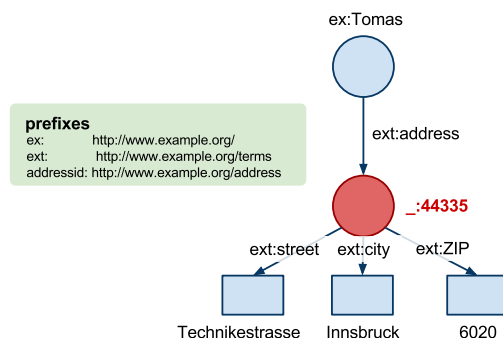 ex:Tomas
prefixes
ex: http://www.example.org/
ext: http://www.example.org/terms
addressid: http://www.example.org/address
ext:address
_:44335
ext:street ext:city ext:ZIP
Technikestrasse Innsbruck 6020